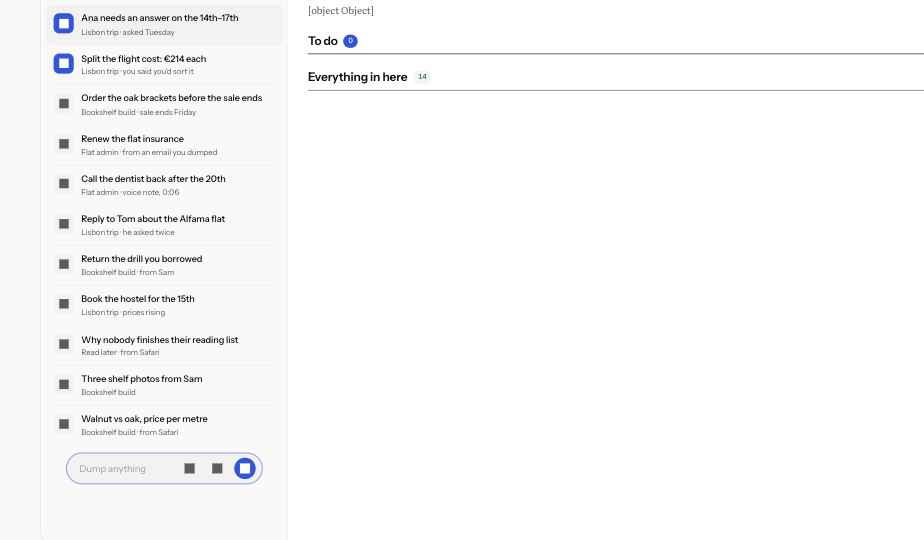 Ana needs an answer on the 14th–17th
Lisbon trip · asked Tuesday
Split the flight cost: €214 each
Lisbon trip · you said you'd sort it
Order the oak brackets before the sale ends
Bookshelf build · sale ends Friday
Renew the flat insurance
Flat admin · from an email you dumped
Call the dentist back after the 20th
Flat admin · voice note, 0:06
Reply to Tom about the Alfama flat
Lisbon trip · he asked twice
Return the drill you borrowed
Bookshelf build · from Sam
Book the hostel for the 15th
Lisbon trip · prices rising
Why nobody finishes their reading list
Read later · from Safari
Three shelf photos from Sam
Bookshelf build
Walnut vs oak, price per metre
Bookshelf build · from Safari
Dump anything
[object Object]
To do 0
Everything in here 14